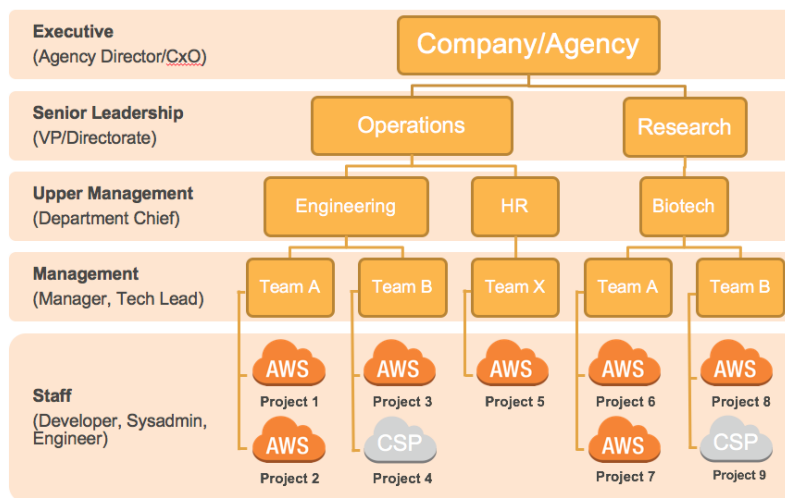 Executive
(Agency Director/CxO)
Company/Agency
Senior Leadership
(VP/Directorate)
Operations
Research
Upper Management
(Department Chief)
Engineering
HR
Biotech
Management
(Manager, Tech Lead)
Team A
Team B
Team X
Team A
Team B
Staff
(Developer, Sysadmin,
Engineer)
AWS
Project 1
AWS
Project 3
AWS
Project 5
AWS
Project 6
AWS
Project 8
AWS
Project 2
CSP
Project 4
AWS
Project 7
CSP
Project 9